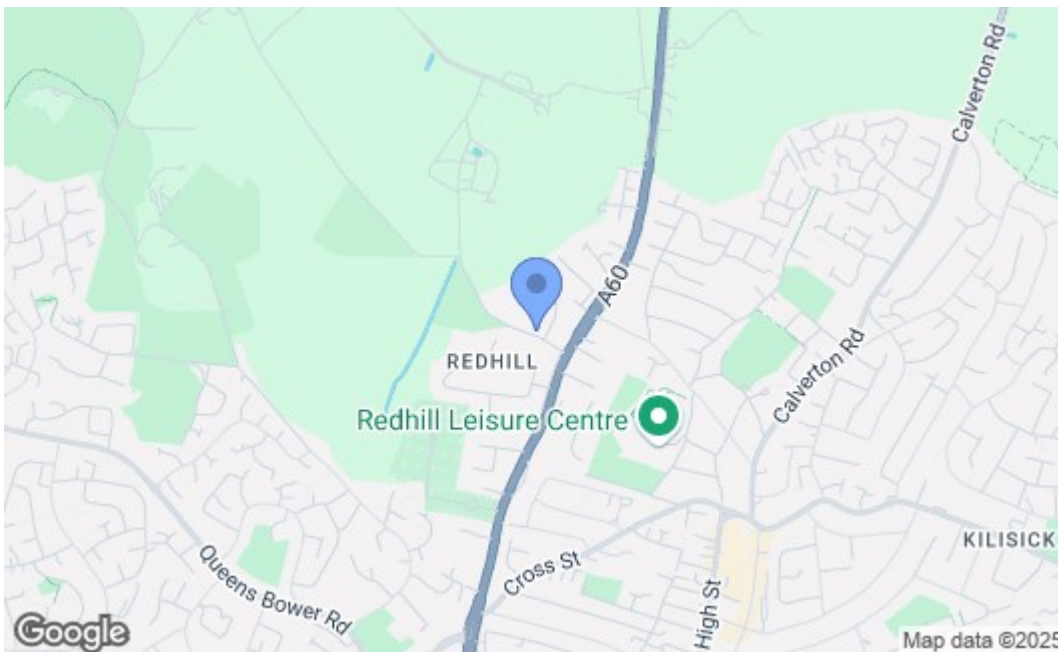 Calverton Rd
A60
REDHILL
Calverton Rd
Redhill Leisure Centre
KILISICK
Queens Bower Rd
Cross St
High St
Google
Map data ©2025